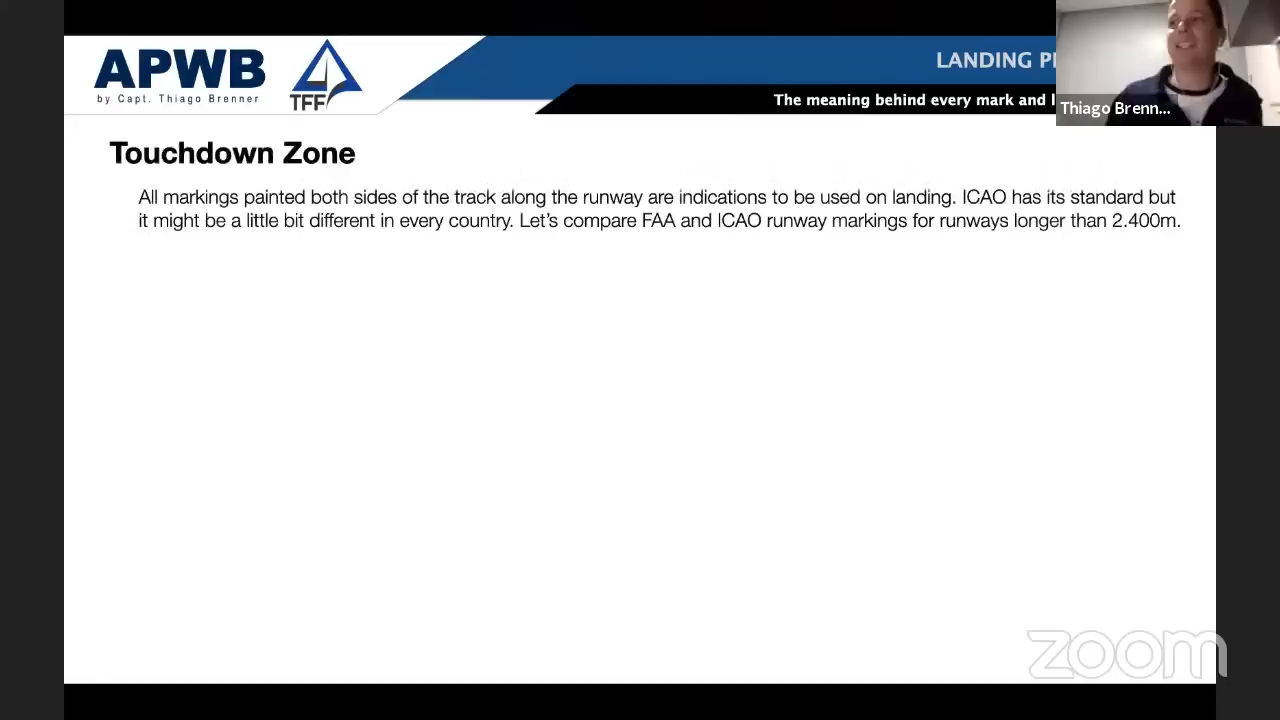 APWB
by Capt. Thiago Brenner
TFF
LANDING
The meaning behind every mark and
Thiago Brenn...
Touchdown Zone
All markings painted both sides of the track along the runway are indications to be used on landing. ICAO has its standard but
it might be a little bit different in every country. Let's compare FAA and ICAO runway markings for runways longer than 2.400m.
zoom